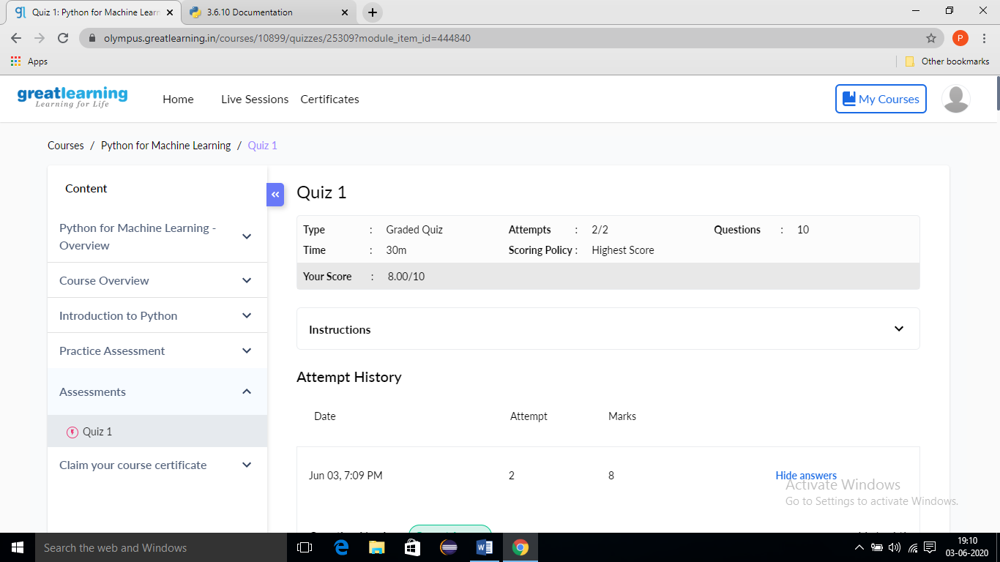 Quiz 1: Python for Machine Learn
3.6.10 Documentation
olympus.greatlearning.in/courses/10899/quizzes/25309?module_item_id=444840
P
Apps
Other bookmarks
greatlearning
Learning for Life
Home
Live Sessions
Certificates
My Courses
Courses / Python for Machine Learning / Quiz 1
Content
Python for Machine Learning -
Overview
Course Overview
Introduction to Python
Practice Assessment
Assessments
Quiz 1
Claim your course certificate
Quiz 1
Type : Graded Quiz Attempts : 2/2 Questions : 10
Time : 30m Scoring Policy : Highest Score
Your Score : 8.00/10
Instructions
Attempt History
Date Attempt Marks
Jun 03, 7:09 PM 2 8 Hide answers
Activate Windows
Go to Settings to activate Windows.
Search the web and Windows
19:10
03-06-2020